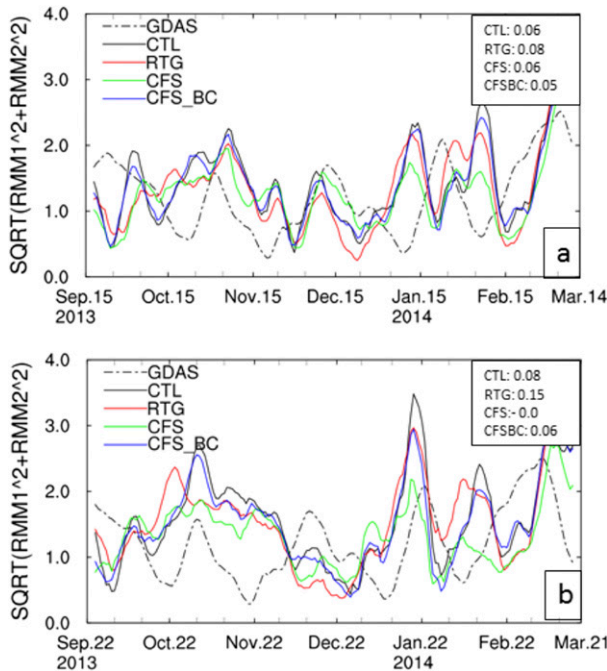 4.0
GDAS
CTL
RTG
CFS
CFS_BC
CTL: 0.06
RTG: 0.08
CFS: 0.06
CFSBC: 0.05
3.0
2.0
1.0
0.0
SQRT(RMM1^2+RMM2^2)
a
Sep.15 Oct.15 Nov.15 Dec.15 Jan.15 Feb.15 Mar.14
2013 2014
4.0
GDAS
CTL
RTG
CFS
CFS_BC
CTL: 0.08
RTG: 0.15
CFS:- 0.0
CFSBC: 0.06
3.0
2.0
1.0
0.0
SQRT(RMM1^2+RMM2^2)
b
Sep.22 Oct.22 Nov.22 Dec.22 Jan.22 Feb.22 Mar.21
2013 2014